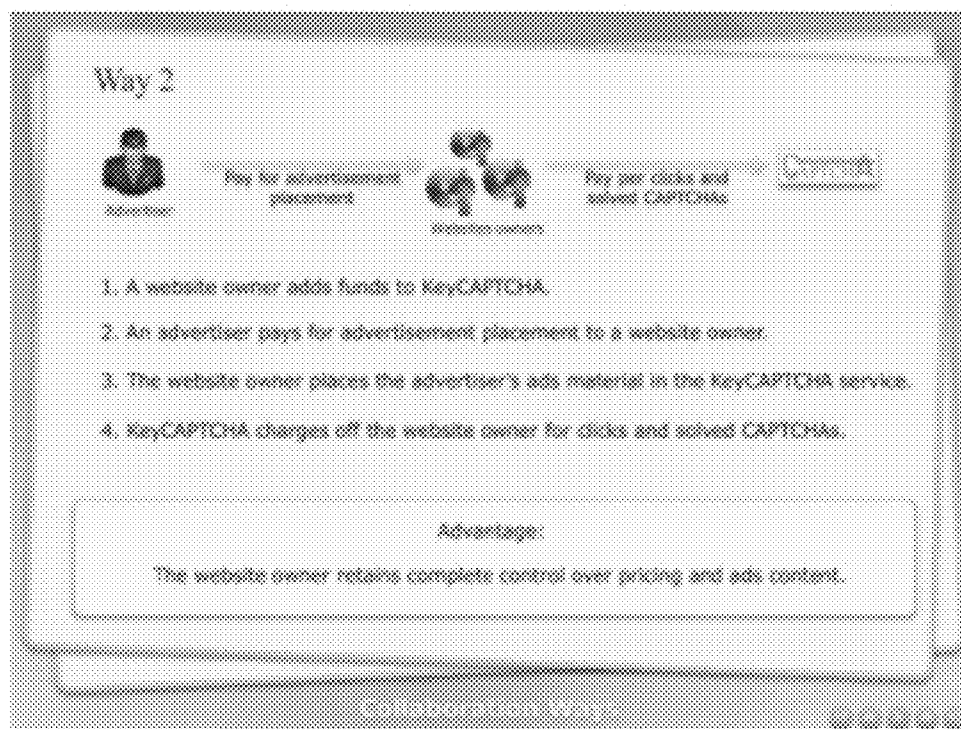 Way 2
Pay for advertisement
placement
Pay per clicks and
solved CAPTCHAs
Advertiser
Websites owners
1. A website owner adds funds to KeyCAPTCHA.
2. An advertiser pays for advertisement placement to a website owner.
3. The website owner places the advertiser's ads material in the KeyCAPTCHA service.
4. KeyCAPTCHA charges off the website owner for clicks and solved CAPTCHAs.
Advantage:
The website owner retains complete control over pricing and ads content.